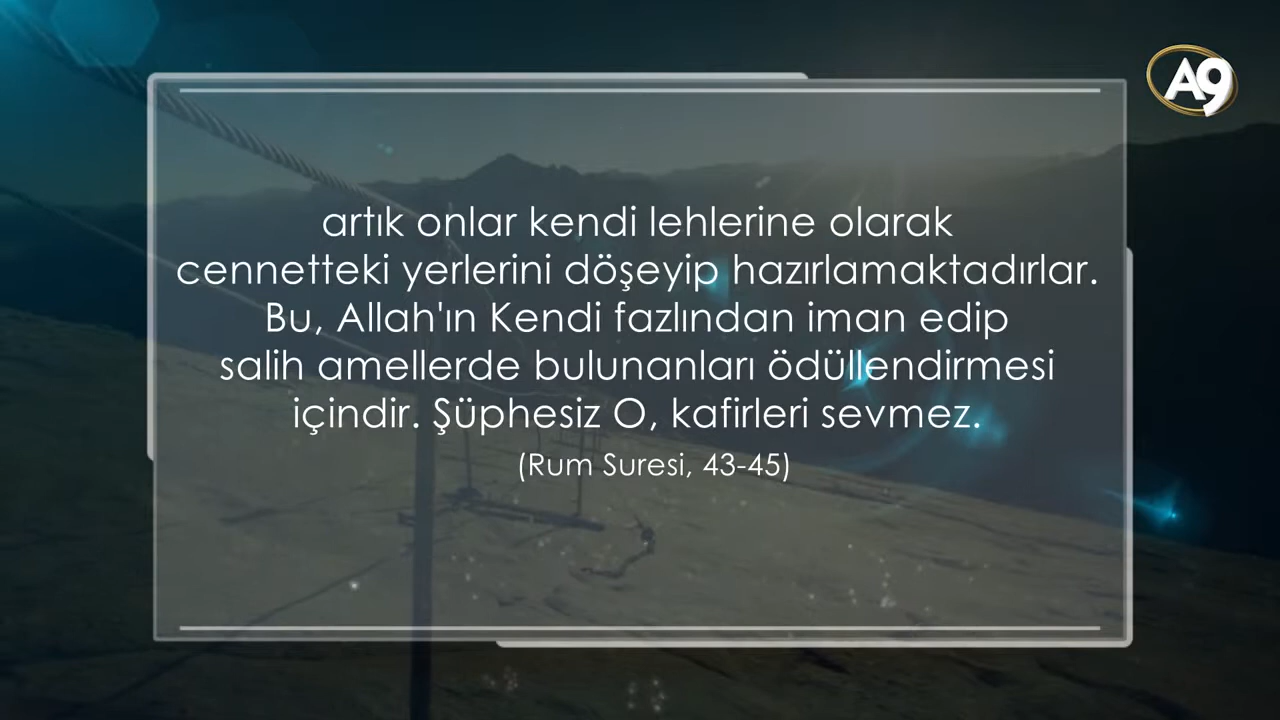 A9
artık onlar kendi lehlerine olarak
cennetteki yerlerini döşeyip hazırlamaktadırlar.
Bu, Allah'ın Kendi fazlından iman edip
salih amellerde bulunanları ödüllendirmesi
içindir. Şüphesiz O, kafirleri sevmez.
(Rum Suresi, 43-45)